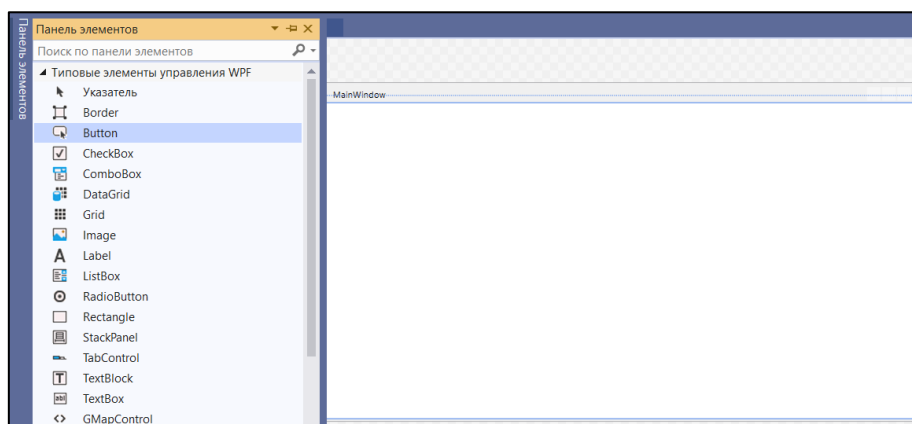 Панель элементов
Панель элементов
Поиск по панели элементов
Типовые элементы управления WPF
Указатель
Border
Button
CheckBox
ComboBox
DataGrid
Grid
Image
Label
ListBox
RadioButton
Rectangle
StackPanel
TabControl
TextBlock
TextBox
GMapControl
MainWindow